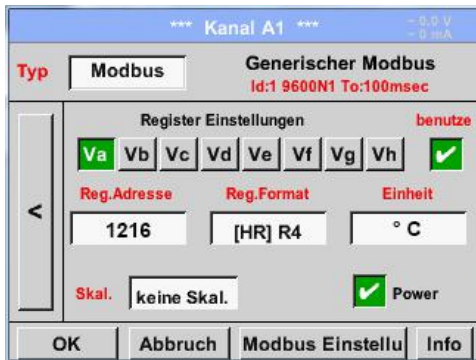 *** Kanal A1 ***
~ 0.0 V
~ 0 mA
Typ
Modbus
Generischer Modbus
Id:1 9600N1 To:100msec
Register Einstellungen
benutze
Va Vb Vc Vd Ve Vf Vg Vh
<
Reg.Adresse Reg.Format Einheit
1216 [HR] R4 ° C
Skal. keine Skal. Power
OK Abbruch Modbus Einstellu Info